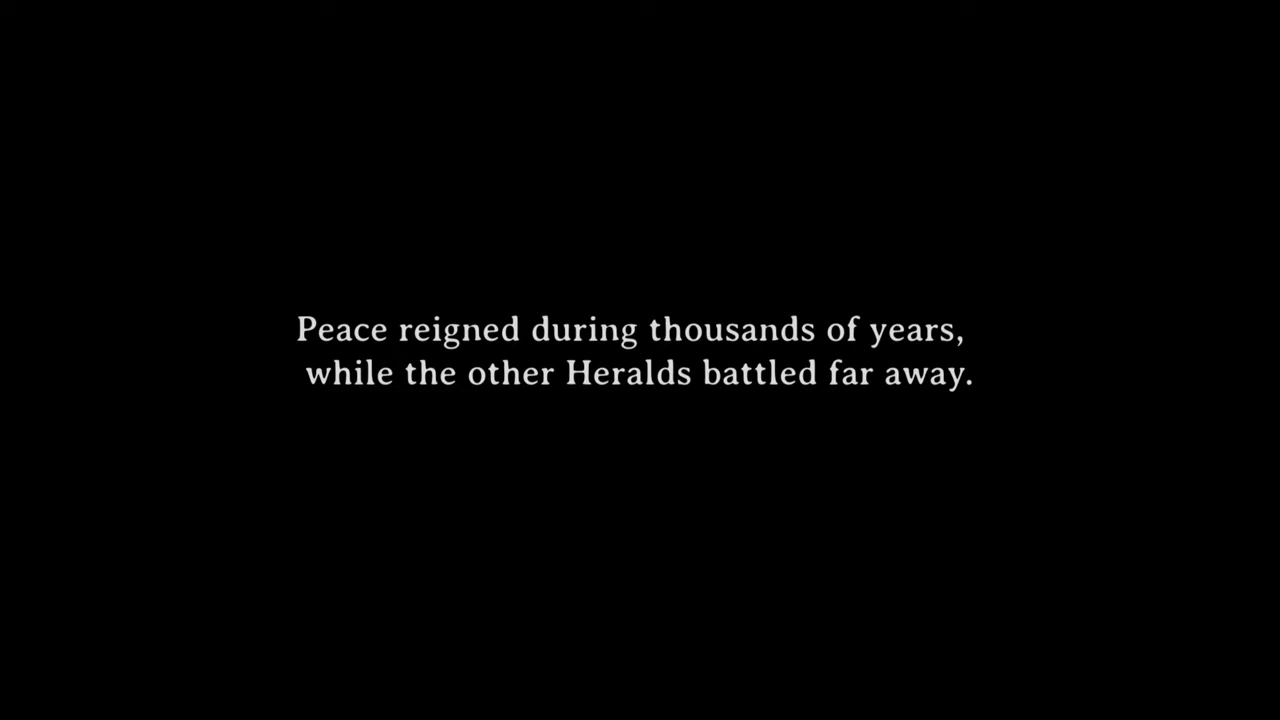 Peace reigned during thousands of years,
while the other Heralds battled far away.